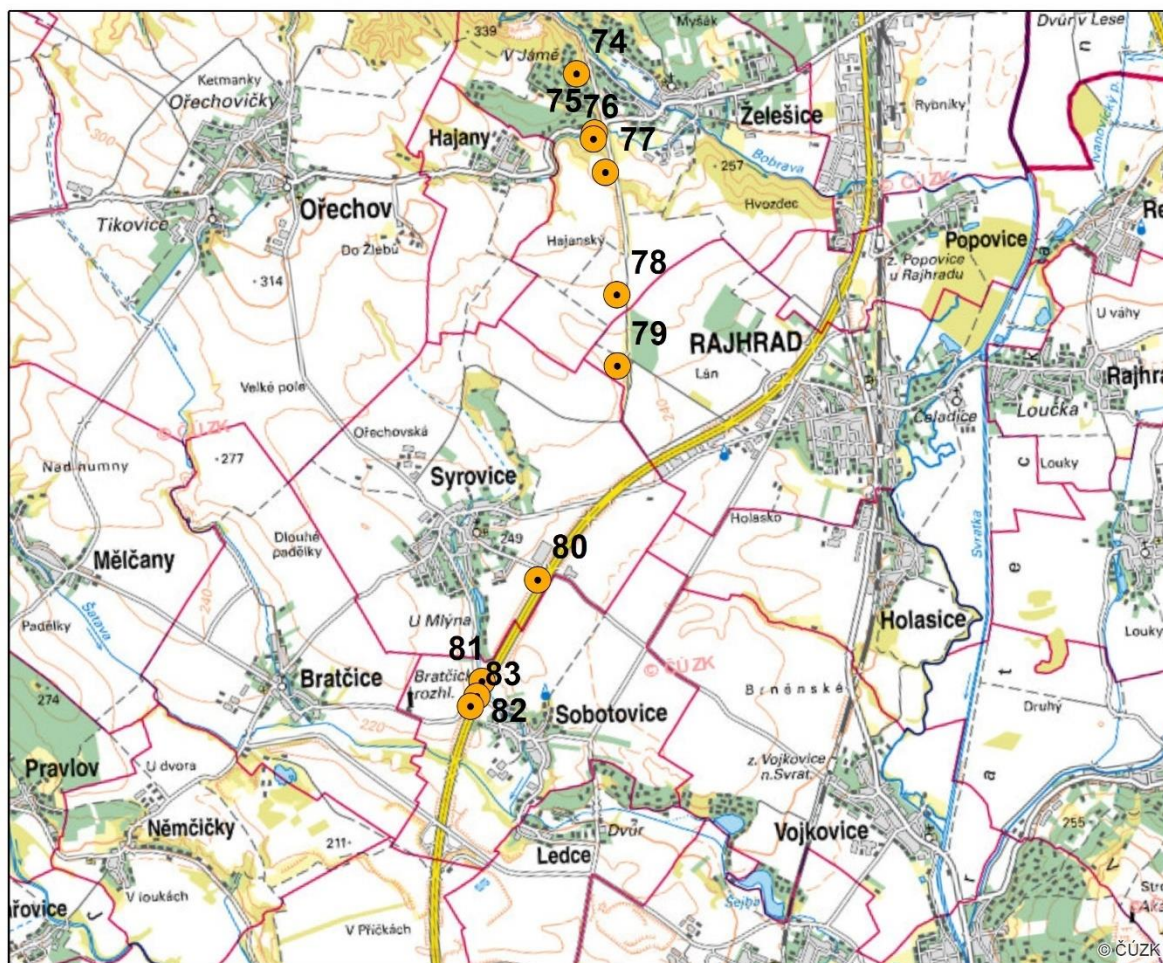 Myšák
Dvůr v Lese
339
74
V Jámě
Ketmanky
Ořechovičky
75
76
Rybníky
Ivanovický p.
Želešice
300
Hajany
77
Bobrava
257
© ČÚZK
Hvozdec
Ořechov
Tikovice
Do Žlebů
Popovice
z. Popovice
u Rajhradu
Hajanský
78
314
U váhy
79
RAJHRAD
Lán
Velké pole
240
Rajhra
Čeladice
Loučka
© ČÚZK
Ořechovská
277
Nad humny
Louky
Syrovice
Holasko
Svratka
249
Dlouhé
padělky
80
Mělčany
240
Šatava
U Mlýna
Holasice
Padělky
Louky
81
© ČÚZK
Bratčick
rozhl.
83
Bratčice
Brněnské
274
82
Sobotovice
Druhý
220
U dvora
z. Vojkovice
n.Svrat.
Pravlov
Němčičky
Dvůr
255
211
Vojkovice
Ledce
V loukách
Šejba
ařovice
V Příčkách
© ČÚZK